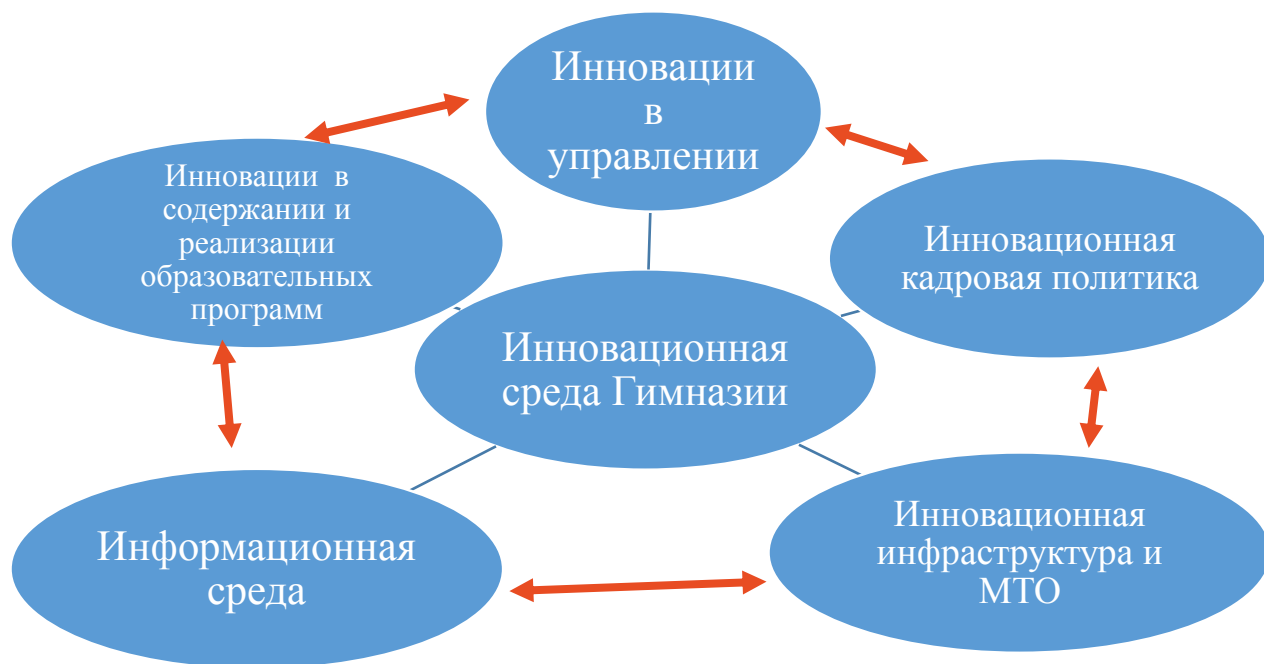 Инновации
в
управлении
Инновации в
содержании и
реализации
образовательных
программ
Инновационная
кадровая политика
Инновационная
среда Гимназии
Информационная
среда
Инновационная
инфраструктура и
МТО